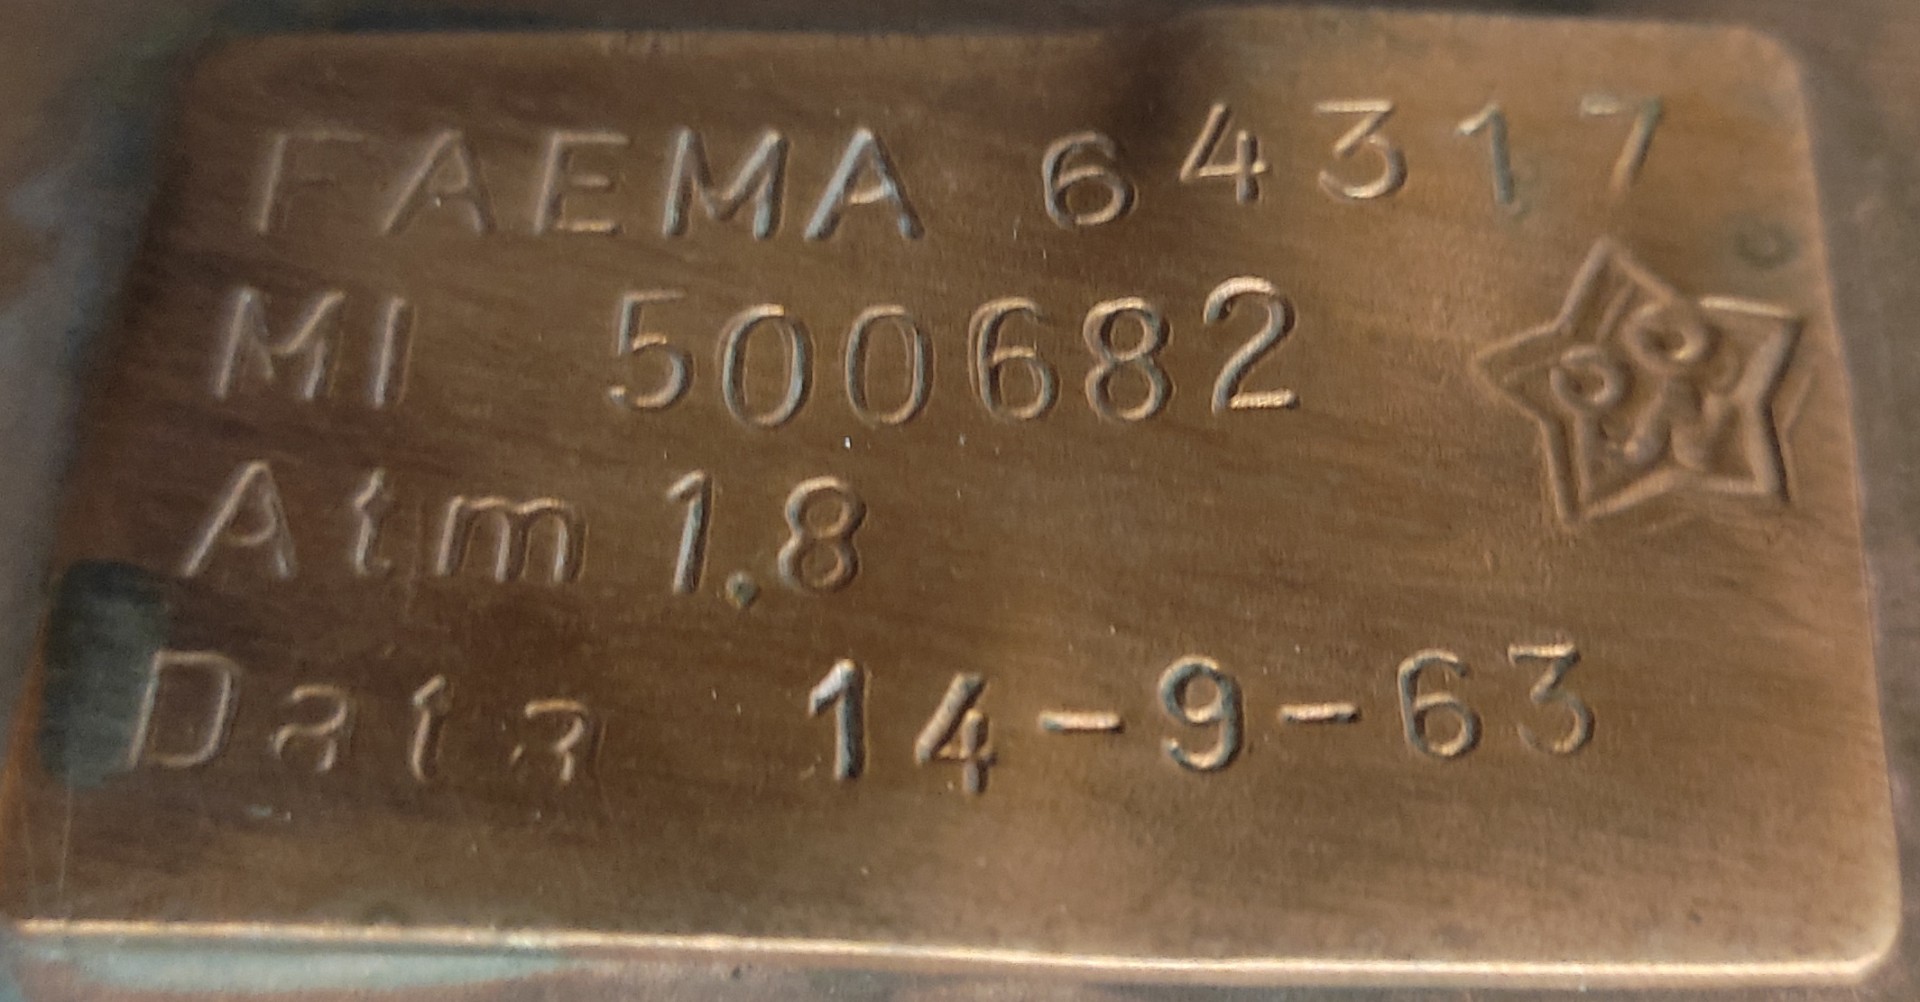 FAEMA 64317
MI 500682
Atm 1.8
Data 14-9-63